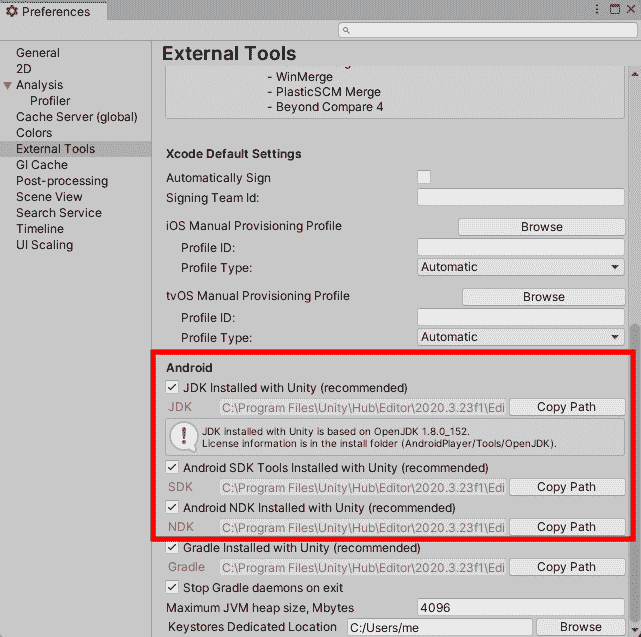 Preferences
General
2D
Analysis
Profiler
Cache Server (global)
Colors
External Tools
GI Cache
Post-processing
Scene View
Search Service
Timeline
UI Scaling
External Tools
- WinMerge
- PlasticSCM Merge
- Beyond Compare 4
Xcode Default Settings
Automatically Sign
Signing Team Id:
iOS Manual Provisioning Profile Browse
Profile ID:
Profile Type: Automatic
tvOS Manual Provisioning Profile Browse
Profile ID:
Profile Type: Automatic
Android
JDK Installed with Unity (recommended)
JDK C:\Program Files\Unity\Hub\Editor\2020.3.23f1\Edi Copy Path
JDK installed with Unity is based on OpenJDK 1.8.0_152.
License information is in the install folder (AndroidPlayer/Tools/OpenJDK).
Android SDK Tools Installed with Unity (recommended)
SDK C:\Program Files\Unity\Hub\Editor\2020.3.23f1\Edi Copy Path
Android NDK Installed with Unity (recommended)
NDK C:\Program Files\Unity\Hub\Editor\2020.3.23f1\Edi Copy Path
Gradle Installed with Unity (recommended)
Gradle C:\Program Files\Unity\Hub\Editor\2020.3.23f1\Edi Copy Path
Stop Gradle daemons on exit
Maximum JVM heap size, Mbytes 4096
Keystores Dedicated Location C:/Users/me Browse